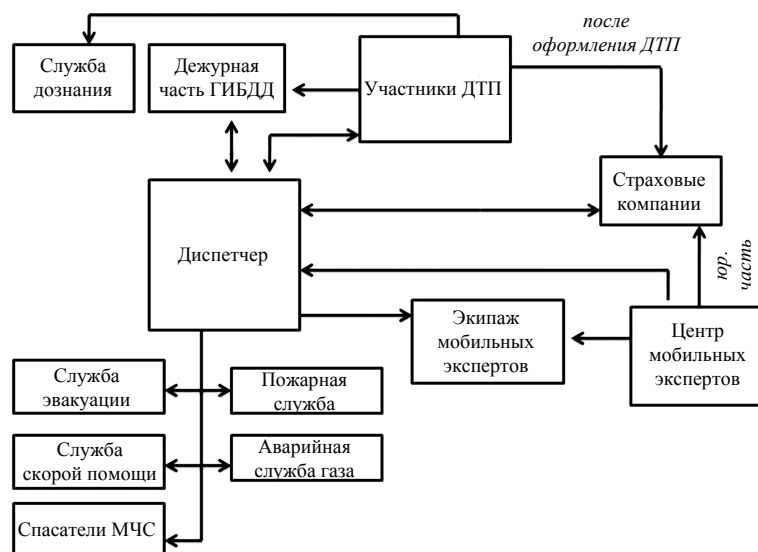 после
оформления ДТП
Служба
дознания
Дежурная
часть ГИБДД
Участники ДТП
Страховые
компании
Диспетчер
юр.
часть
Экипаж
мобильных
экспертов
Центр
мобильных
экспертов
Служба
эвакуации
Пожарная
служба
Служба
скорой помощи
Аварийная
служба газа
Спасатели МЧС